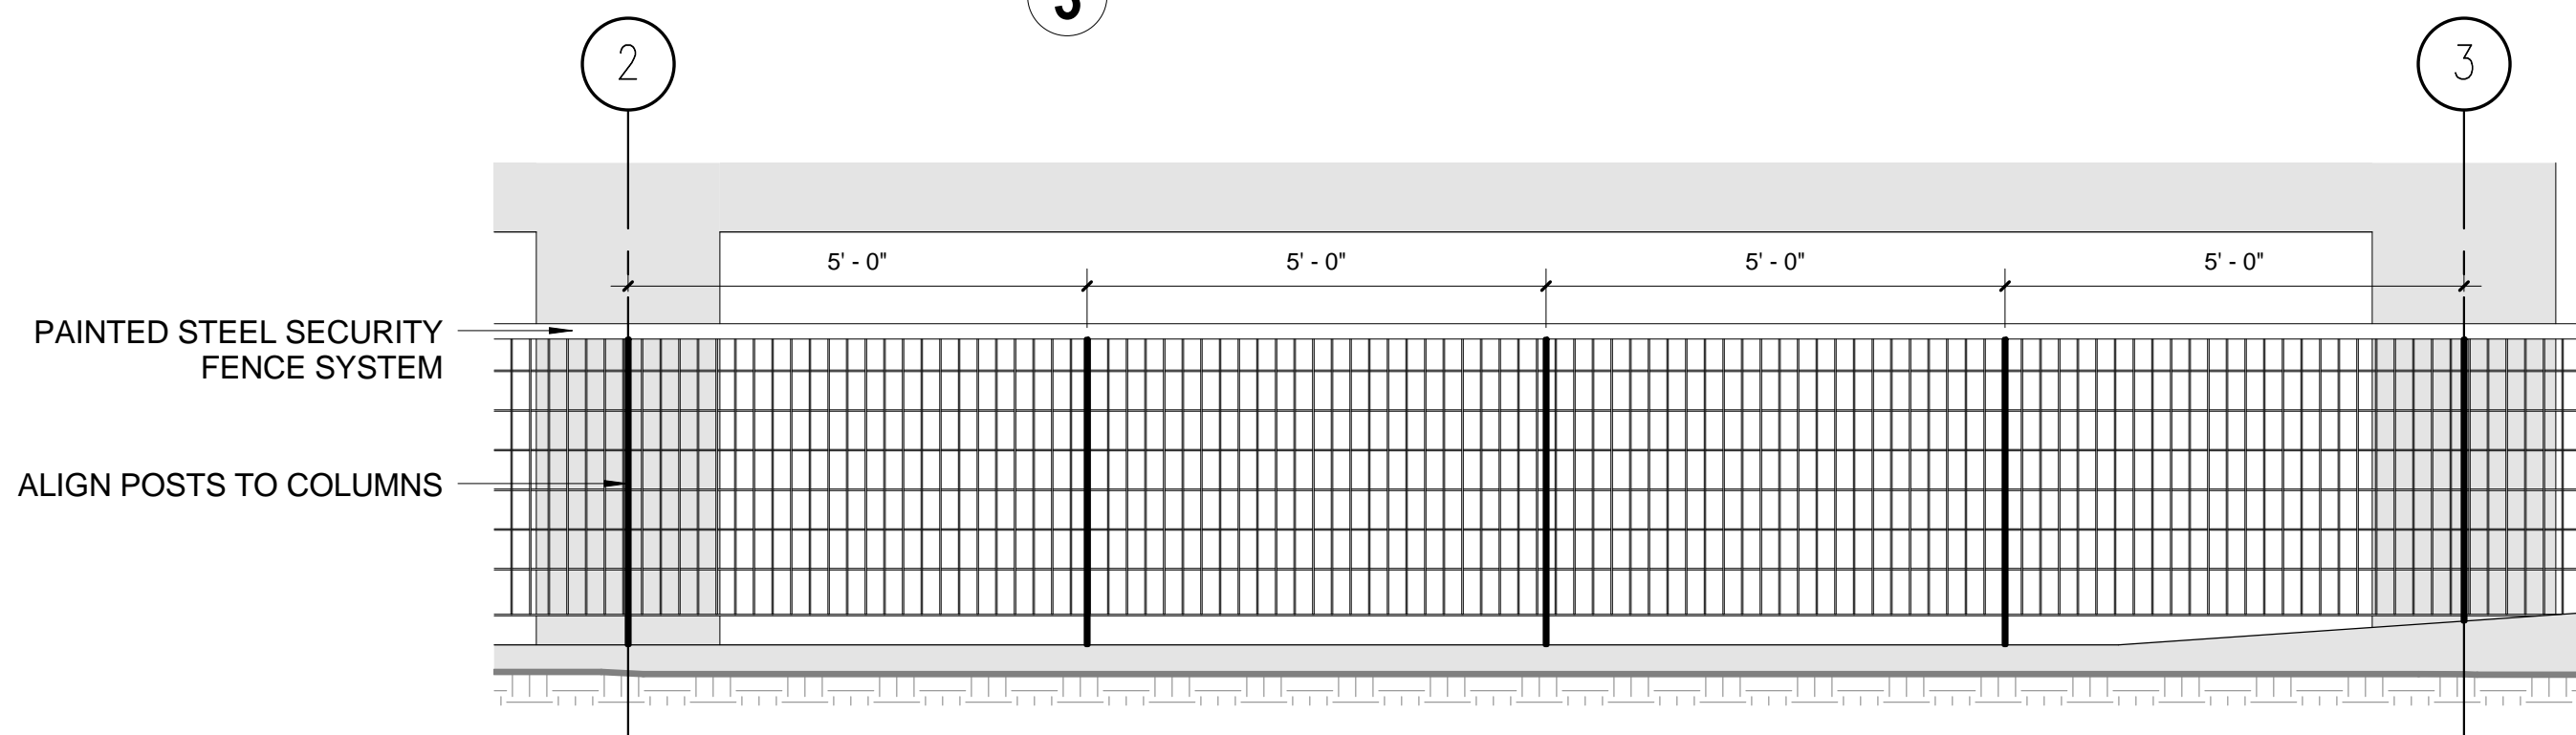 3
2
3
5' - 0"
5' - 0"
5' - 0"
5' - 0"
PAINTED STEEL SECURITY
FENCE SYSTEM
ALIGN POSTS TO COLUMNS